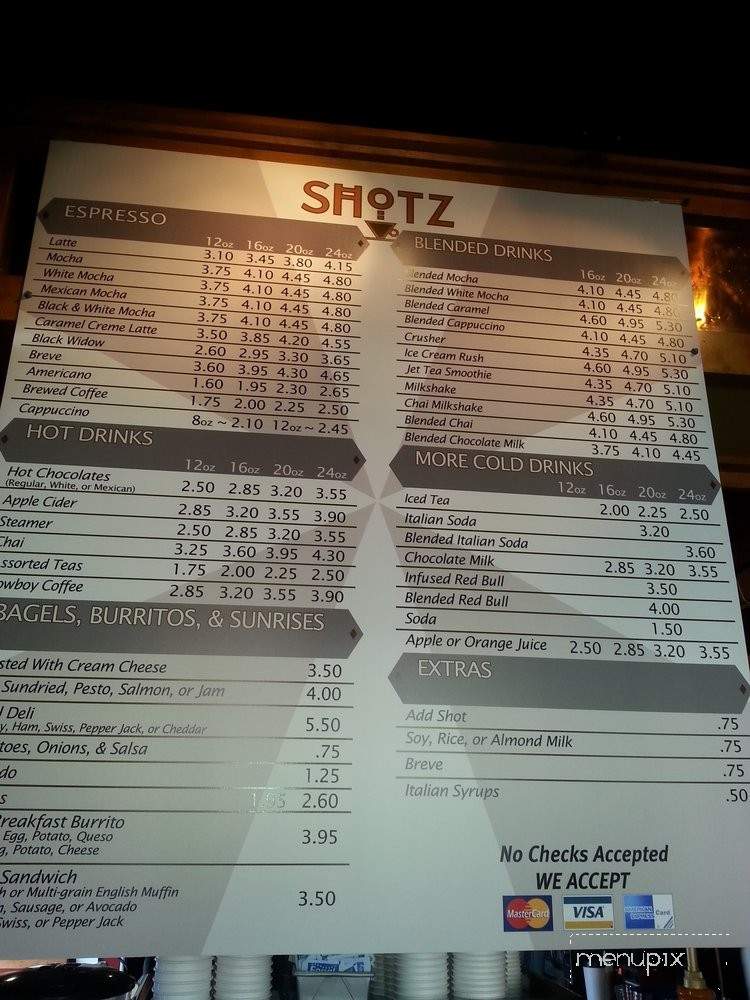 SHOTZ
ESPRESSO
12oz 16oz 20oz 24oz
Latte 3.10 3.45 3.80 4.15
Mocha 3.75 4.10 4.45 4.80
White Mocha 3.75 4.10 4.45 4.80
Mexican Mocha 3.75 4.10 4.45 4.80
Black & White Mocha 3.75 4.10 4.45 4.80
Caramel Creme Latte 3.50 3.85 4.20 4.55
Black Widow 2.60 2.95 3.30 3.65
Breve 3.60 3.95 4.30 4.65
Americano 1.60 1.95 2.30 2.65
Brewed Coffee 1.75 2.00 2.25 2.50
Cappuccino 8oz ~ 2.10 12oz ~ 2.45
HOT DRINKS
12oz 16oz 20oz 24oz
Hot Chocolates 2.50 2.85 3.20 3.55
(Regular, White, or Mexican)
Apple Cider 2.85 3.20 3.55 3.90
Steamer 2.50 2.85 3.20 3.55
Chai 3.25 3.60 3.95 4.30
ssorted Teas 1.75 2.00 2.25 2.50
owboy Coffee 2.85 3.20 3.55 3.90
BAGELS, BURRITOS, & SUNRISES
sted With Cream Cheese 3.50
Sundried, Pesto, Salmon, or Jam 4.00
l Deli 5.50
y, Ham, Swiss, Pepper Jack, or Cheddar
toes, Onions, & Salsa .75
do 1.25
s 2.60
Breakfast Burrito 3.95
Egg, Potato, Queso
g, Potato, Cheese
Sandwich 3.50
h or Multi-grain English Muffin
n, Sausage, or Avocado
Swiss, or Pepper Jack
BLENDED DRINKS
16oz 20oz 24oz
Blended Mocha 4.10 4.45 4.80
Blended White Mocha 4.10 4.45 4.80
Blended Caramel 4.60 4.95 5.30
Blended Cappuccino 4.10 4.45 4.80
Crusher 4.35 4.70 5.10
Ice Cream Rush 4.60 4.95 5.30
Jet Tea Smoothie 4.35 4.70 5.10
Milkshake 4.35 4.70 5.10
Chai Milkshake 4.60 4.95 5.30
Blended Chai 4.10 4.45 4.80
Blended Chocolate Milk 3.75 4.10 4.45
MORE COLD DRINKS
12oz 16oz 20oz 24oz
Iced Tea 2.00 2.25 2.50
Italian Soda 3.20
Blended Italian Soda 3.60
Chocolate Milk 2.85 3.20 3.55
Infused Red Bull 3.50
Blended Red Bull 4.00
Soda 1.50
Apple or Orange Juice 2.50 2.85 3.20 3.55
EXTRAS
Add Shot .75
Soy, Rice, or Almond Milk .75
Breve .75
Italian Syrups .50
No Checks Accepted
WE ACCEPT
MasterCard VISA AMERICAN EXPRESS Card
menupix